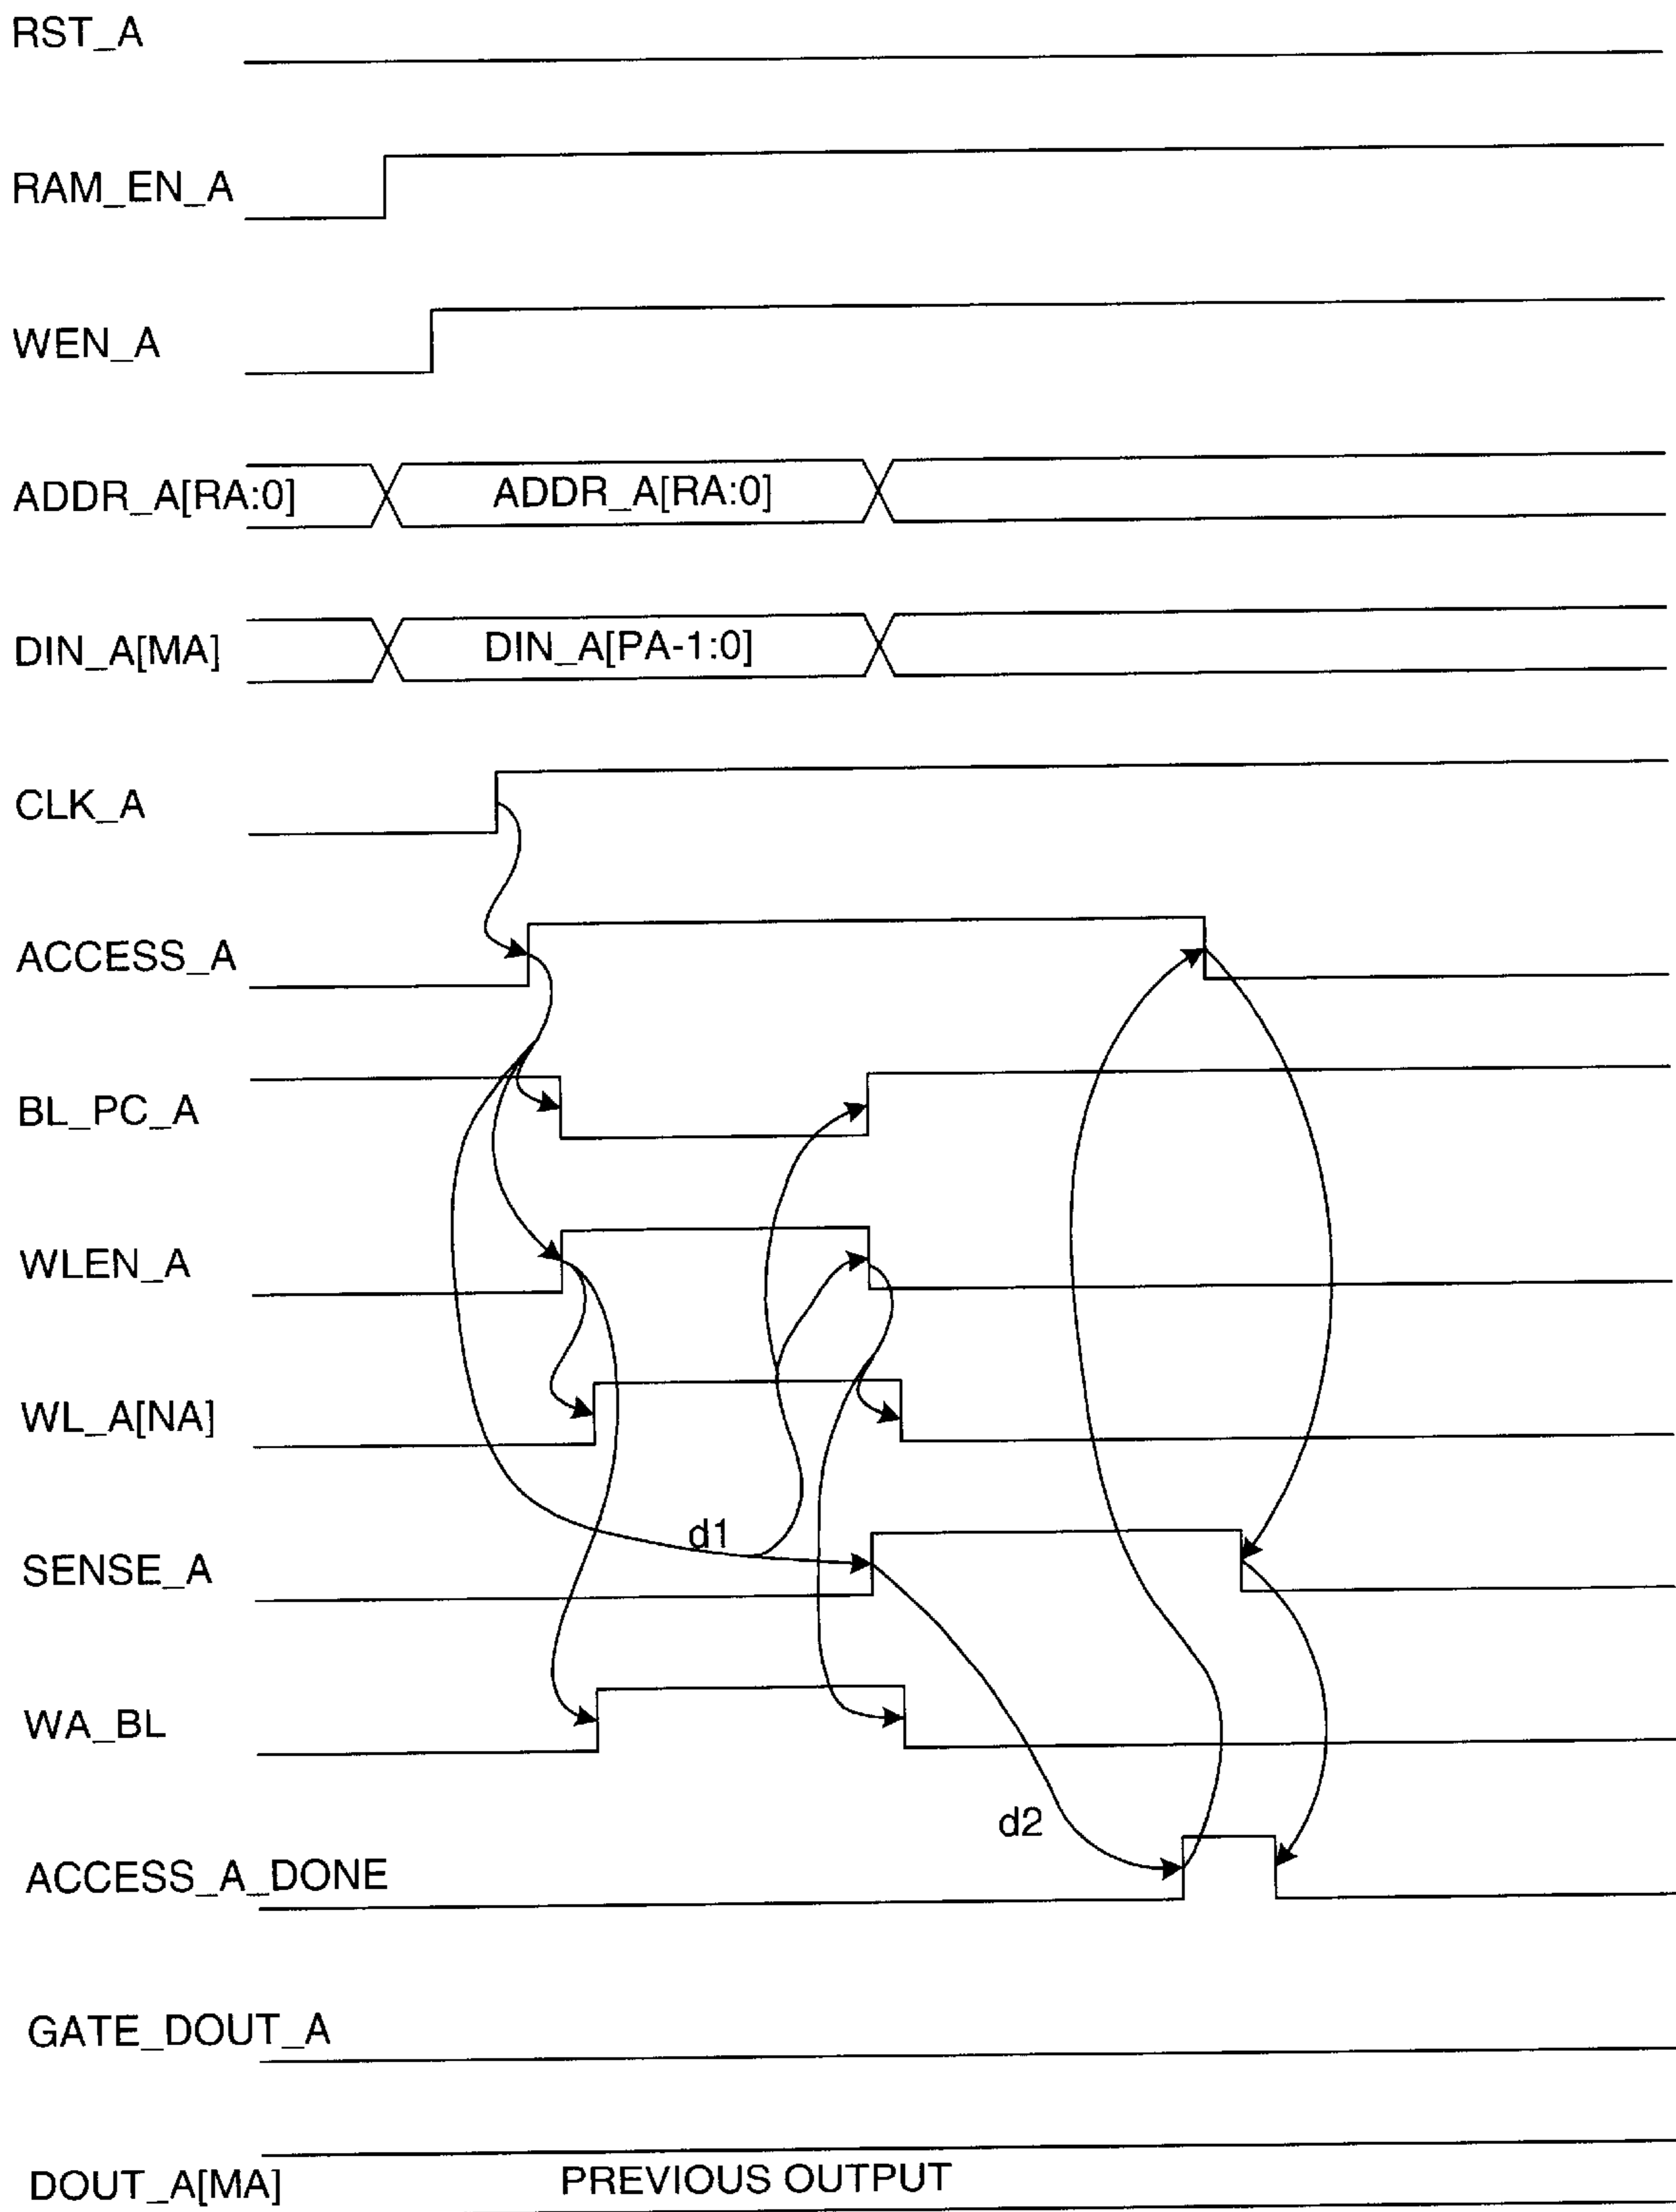 RST_A
RAM_EN_A
WEN_A
ADDR_A[RA:0] ADDR_A[RA:0]
DIN_A[MA] DIN_A[PA-1:0]
CLK_A
ACCESS_A
BL_PC_A
WLEN_A
WL_A[NA]
d1
SENSE_A
WA_BL
d2
ACCESS_A_DONE
GATE_DOUT_A
DOUT_A[MA] PREVIOUS OUTPUT